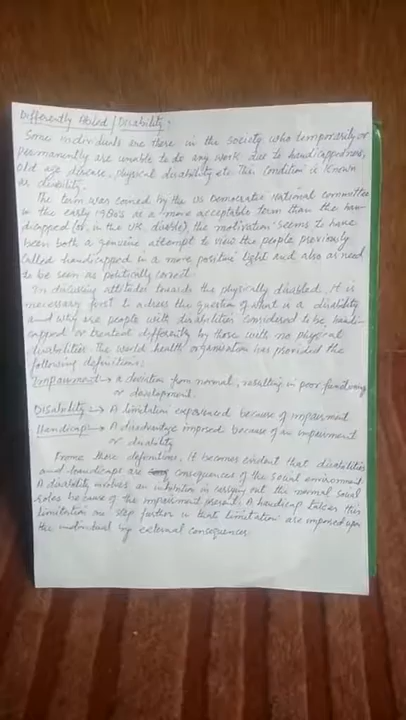 Differently Abled / Disability:
Some individuals are there in the society who temporarily or
permanently are unable to do any work due to handicappedness,
old age disease, physical disability etc. This condition is known
as disability.
The term was coined by the US Democratic National committee
in the early 1980s as a more acceptable term than the han-
dicapped (or, in the UK, disable), the motivation seems to have
been both a genuine attempt to view the people previously
called handicapped in a more positive light and also a need
to be seen as politically correct.
In discussing attitudes towards the physically disabled, it is
necessary first to adress the question of what is a disability
and why are people with disabilities considered to be handi-
capped or treated differently by those with no physical
disabilities. The world health organisation has provided the
following definitions:
Impairment → a deviation from normal, resulting in poor functioning
or development.
Disability → A limitation experienced because of impairment
Handicap → A disadvantage imposed because of an impairment
or disability
From these definitions, it becomes evident that disabilities
and handicaps are consequences of the social environment
A disability involves an in carrying out the normal social
roles because of the impairment present. A handicap takes this
limitation one step further in that limitation are imposed upon
the individual by external consequences.